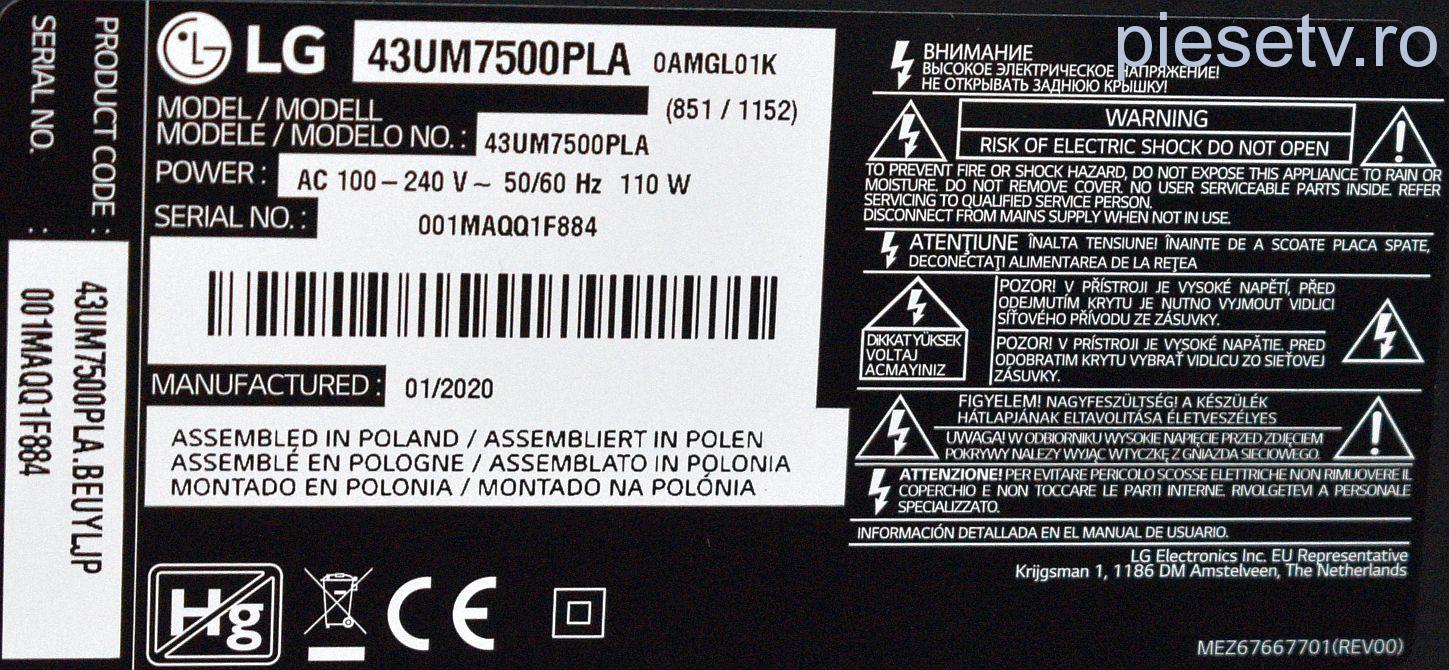 piesetv.ro
PRODUCT CODE : 43UM7500PLA.BEUYLJP
SERIAL NO. : 001MAQQ1F884
LG 43UM7500PLA 0AMGL01K
(851 / 1152)
MODEL / MODELL
MODELE / MODELO NO. : 43UM7500PLA
POWER : AC 100 – 240 V ~ 50/60 Hz 110 W
SERIAL NO. : 001MAQQ1F884
MANUFACTURED : 01/2020
ASSEMBLED IN POLAND / ASSEMBLIERT IN POLEN
ASSEMBLÉ EN POLOGNE / ASSEMBLATO IN POLONIA
MONTADO EN POLONIA / MONTADO NA POLÓNIA
Hg
CE
ВНИМАНИЕ
ВЫСОКОЕ ЭЛЕКТРИЧЕСКОЕ НАПРЯЖЕНИЕ!
НЕ ОТКРЫВАТЬ ЗАДНЮЮ КРЫШКУ!
WARNING
RISK OF ELECTRIC SHOCK DO NOT OPEN
TO PREVENT FIRE OR SHOCK HAZARD, DO NOT EXPOSE THIS APPLIANCE TO RAIN OR
MOISTURE. DO NOT REMOVE COVER. NO USER SERVICEABLE PARTS INSIDE. REFER
SERVICING TO QUALIFIED SERVICE PERSON.
DISCONNECT FROM MAINS SUPPLY WHEN NOT IN USE.
ATENŢIUNE ÎNALTA TENSIUNE! ÎNAINTE DE A SCOATE PLACA SPATE,
DECONECTAŢI ALIMENTAREA DE LA REŢEA
DİKKAT YÜKSEK
VOLTAJ
AÇMAYINIZ
POZOR! V PŘÍSTROJI JE VYSOKÉ NAPĚTÍ, PŘED
ODEJMUTÍM KRYTU JE NUTNO VYJMOUT VIDLICI
SÍŤOVÉHO PŘÍVODU ZE ZÁSUVKY.
POZOR! V PRÍSTROJI JE VYSOKÉ NAPÄTIE. PRED
ODOBRATIM KRYTU VYBRAŤ VIDLICU ZO SIEŤOVEJ
ZÁSUVKY.
FIGYELEM! NAGYFESZÜLTSÉG! A KÉSZÜLÉK
HÁTLAPJÁNAK ELTAVOLITÁSA ÉLETVESZÉLYES
UWAGA! W ODBIORNIKU WYSOKIE NAPIĘCIE PRZED ZDJĘCIEM
POKRYWY NALEŻY WYJĄĆ WTYCZKĘ Z GNIAZDA SIECIOWEGO.
ATTENZIONE! PER EVITARE PERICOLO SCOSSE ELETTRICHE NON RIMUOVERE IL
COPERCHIO E NON TOCCARE LE PARTI INTERNE. RIVOLGETEVI A PERSONALE
SPECIALIZZATO.
INFORMACIÓN DETALLADA EN EL MANUAL DE USUARIO.
LG Electronics Inc. EU Representative
Krijgsman 1, 1186 DM Amstelveen, The Netherlands
MEZ67667701(REV00)